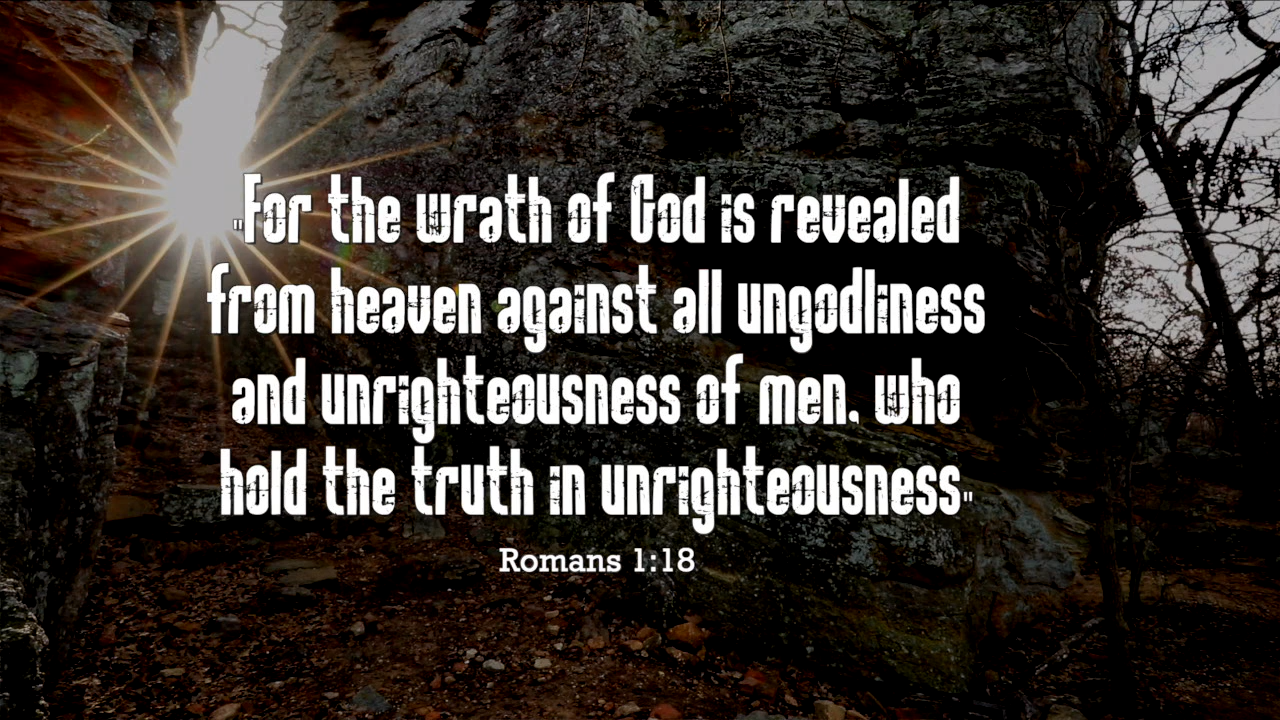 "For the wrath of God is revealed
from heaven against all ungodliness
and unrighteousness of men, who
hold the truth in unrighteousness"
Romans 1:18